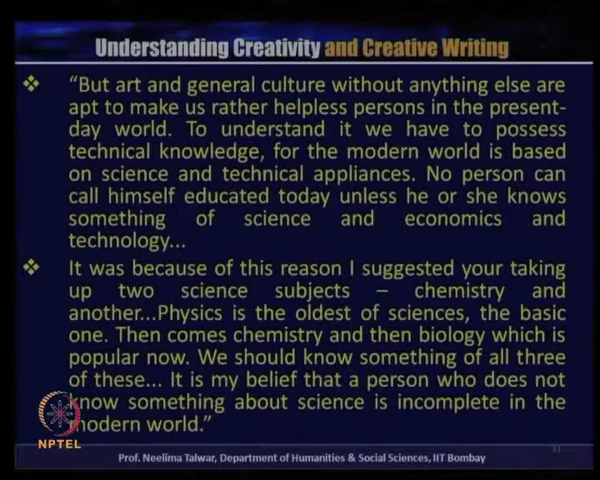 Understanding Creativity and Creative Writing
❖ “But art and general culture without anything else are
apt to make us rather helpless persons in the present-
day world. To understand it we have to possess
technical knowledge, for the modern world is based
on science and technical appliances. No person can
call himself educated today unless he or she knows
something of science and economics and
technology...
❖ It was because of this reason I suggested your taking
up two science subjects – chemistry and
another...Physics is the oldest of sciences, the basic
one. Then comes chemistry and then biology which is
popular now. We should know something of all three
of these... It is my belief that a person who does not
know something about science is incomplete in the
modern world.”
NPTEL
Prof. Neelima Talwar, Department of Humanities & Social Sciences, IIT Bombay